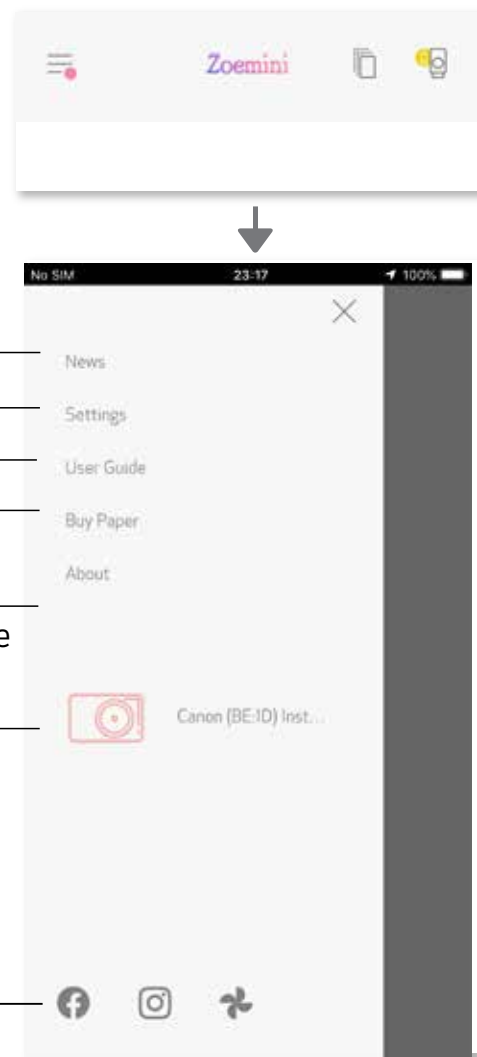 Zoemini
No SIM 23:17 100%
News
Settings
User Guide
Buy Paper
About
e
Canon (BE:1D) Inst...